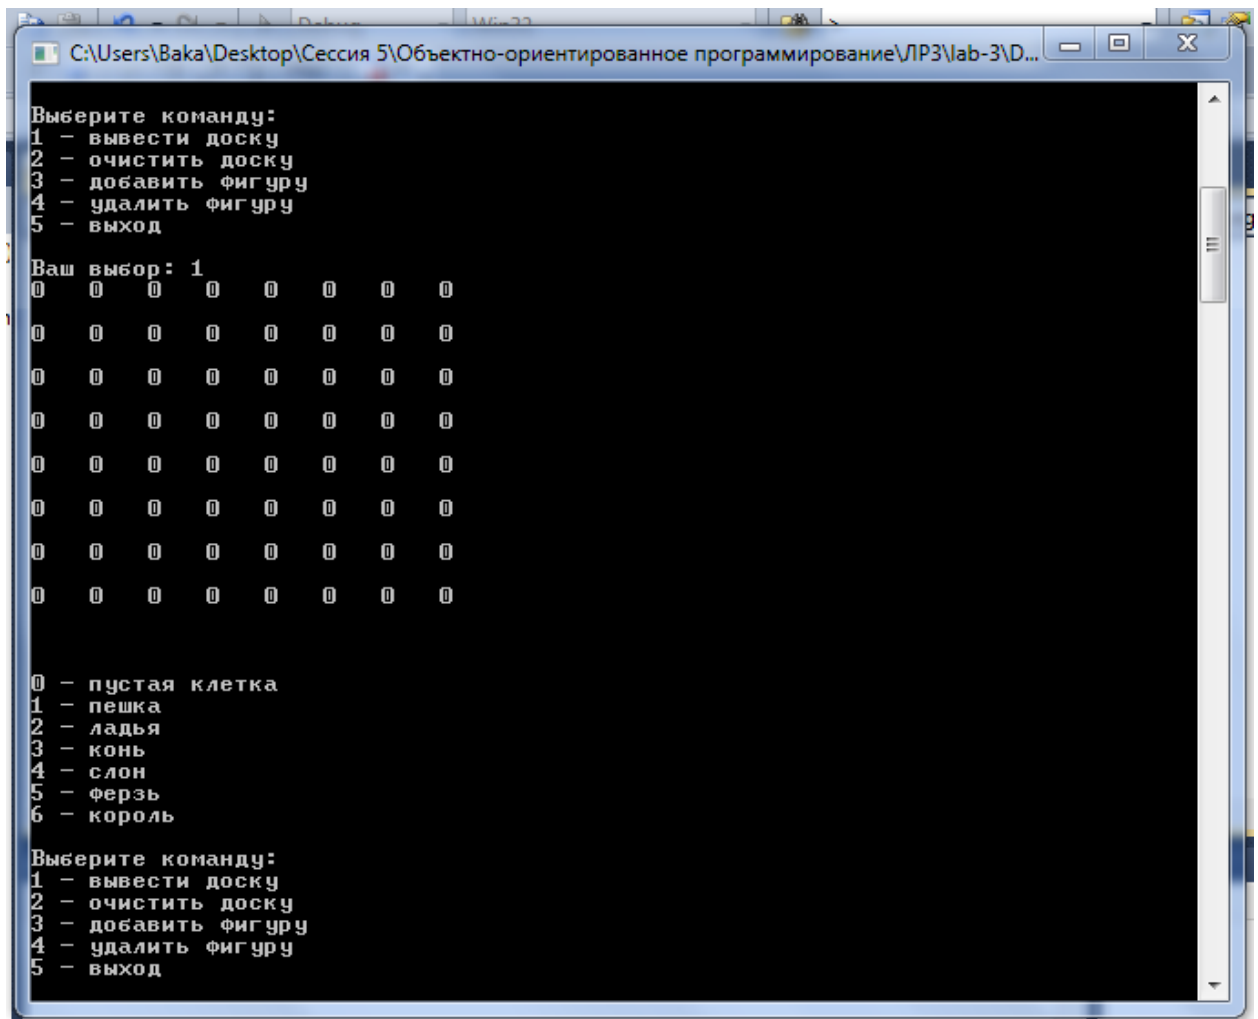 Debug Win32
C:\Users\Baka\Desktop\Сессия 5\Объектно-ориентированное программирование\ЛР3\lab-3\D...
Выберите команду:
1 - вывести доску
2 - очистить доску
3 - добавить фигуру
4 - удалить фигуру
5 - выход
Ваш выбор: 1
0 0 0 0 0 0 0 0
0 0 0 0 0 0 0 0
0 0 0 0 0 0 0 0
0 0 0 0 0 0 0 0
0 0 0 0 0 0 0 0
0 0 0 0 0 0 0 0
0 0 0 0 0 0 0 0
0 0 0 0 0 0 0 0
0 - пустая клетка
1 - пешка
2 - ладья
3 - конь
4 - слон
5 - ферзь
6 - король
Выберите команду:
1 - вывести доску
2 - очистить доску
3 - добавить фигуру
4 - удалить фигуру
5 - выход